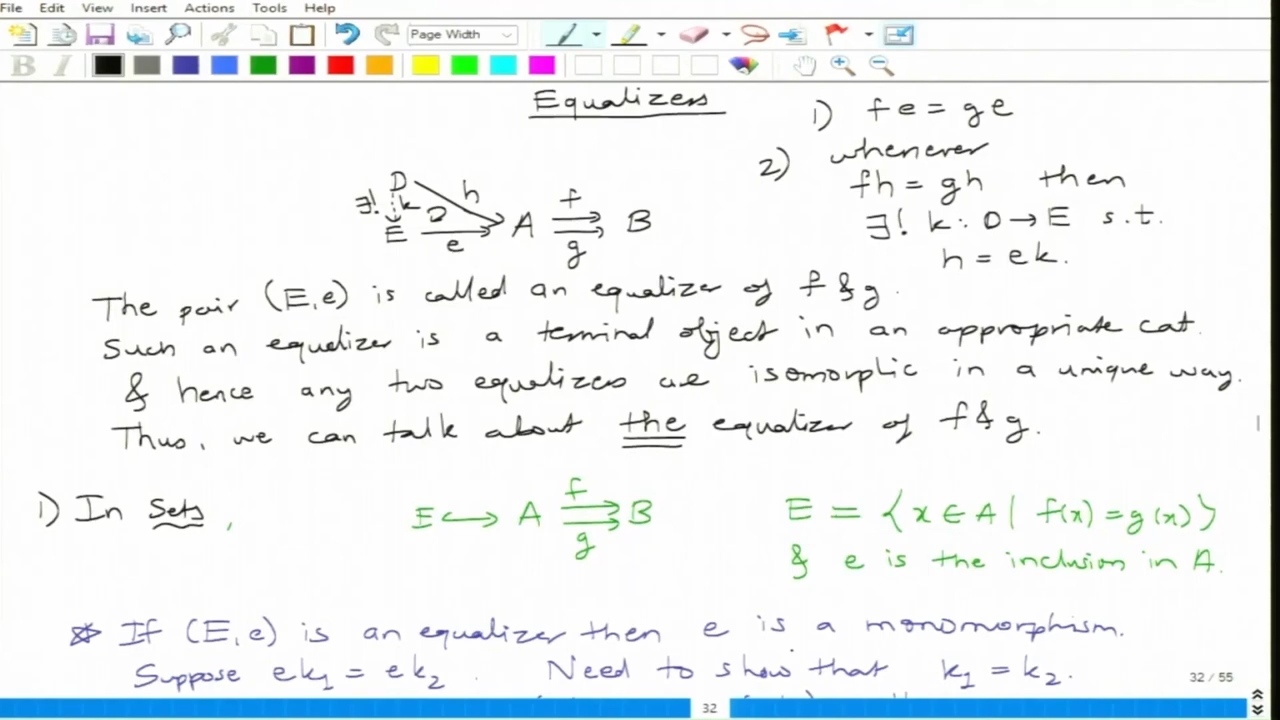 File Edit View Insert Actions Tools Help
Page Width
B I
Equalizers
1) fe = ge
2) whenever
fh = gh then
∃! k : D → E s.t.
h = ek.
D h
∃! k
E e A f g B
The pair (E,e) is called an equalizer of f & g.
Such an equalizer is a terminal object in an appropriate cat.
& hence any two equalizers are isomorphic in a unique way.
Thus, we can talk about the equalizer of f & g.
1) In Sets, E ↪ A f g B E = {x ∈ A | f(x) = g(x)}
& e is the inclusion in A.
* If (E,e) is an equalizer then e is a monomorphism.
Suppose ek₁ = ek₂. Need to show that k₁ = k₂.
32 / 55
32